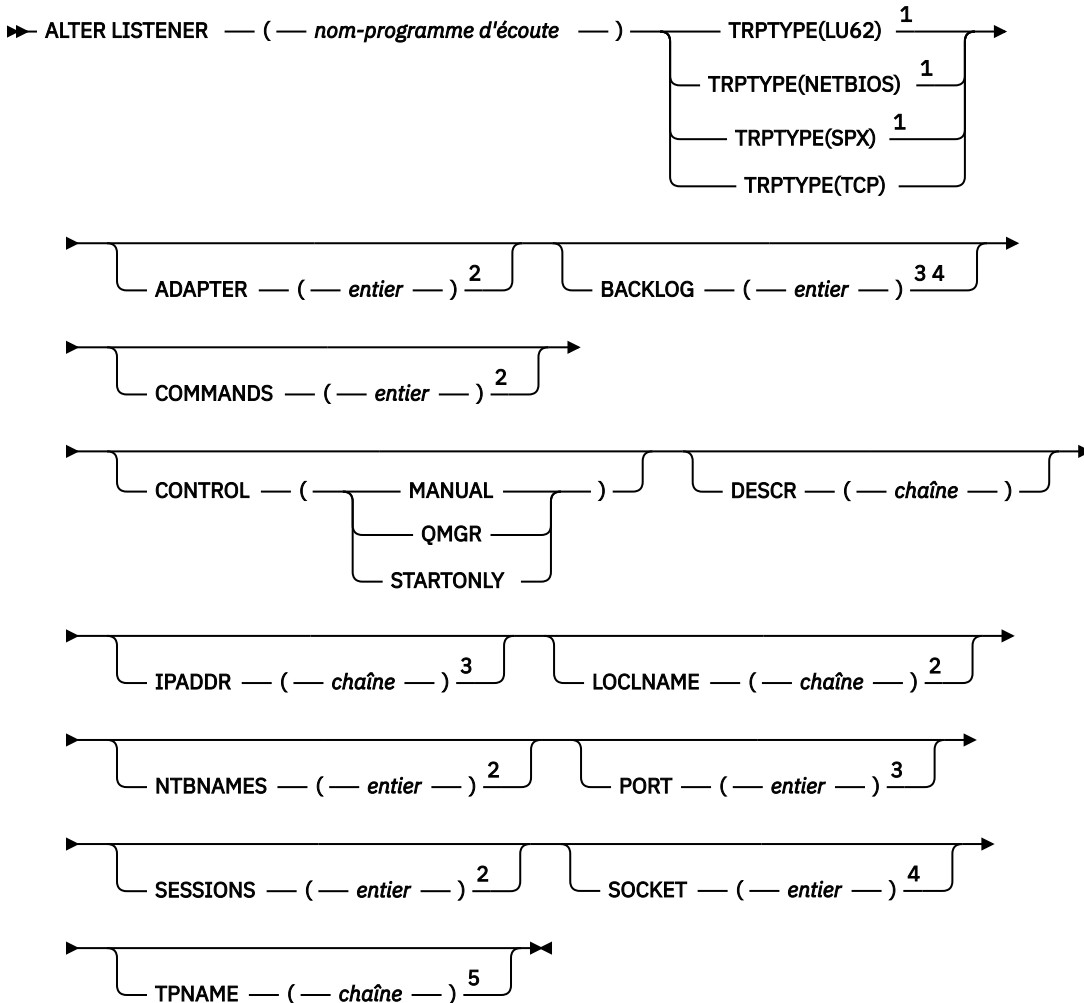 ALTER LISTENER ( nom-programme d'écoute ) TRPTYPE(LU62) 1
TRPTYPE(NETBIOS) 1
TRPTYPE(SPX) 1
TRPTYPE(TCP)
ADAPTER ( entier ) 2 BACKLOG ( entier ) 3 4
COMMANDS ( entier ) 2
CONTROL ( MANUAL ) DESCR ( chaîne )
QMGR
STARTONLY
IPADDR ( chaîne ) 3 LOCLNAME ( chaîne ) 2
NTBNAMES ( entier ) 2 PORT ( entier ) 3
SESSIONS ( entier ) 2 SOCKET ( entier ) 4
TPNAME ( chaîne ) 5